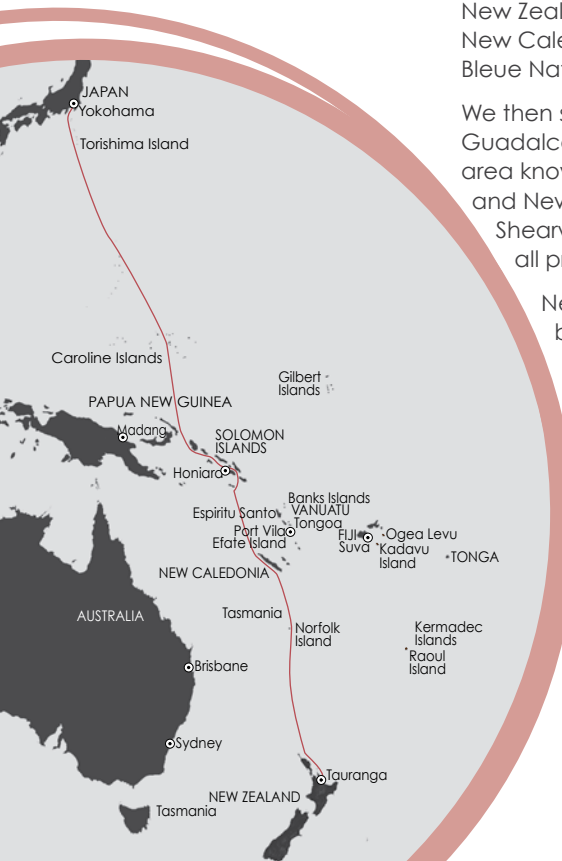 New Zeal
New Cale
Bleue Nat
We then s
Guadalca
area know
and New
Shearw
all pr
Ne
b
JAPAN
Yokohama
Torishima Island
Caroline Islands
Gilbert
Islands
PAPUA NEW GUINEA
Madang
SOLOMON
ISLANDS
Honiara
Banks Islands
Espiritu Santo
VANUATU
Tongoa
Port Vila
Efate Island
FIJI
Suva
Ogea Levu
Kadavu
Island
TONGA
NEW CALEDONIA
AUSTRALIA
Tasmania
Norfolk
Island
Kermadec
Islands
Raoul
Island
Brisbane
Sydney
Tauranga
NEW ZEALAND
Tasmania